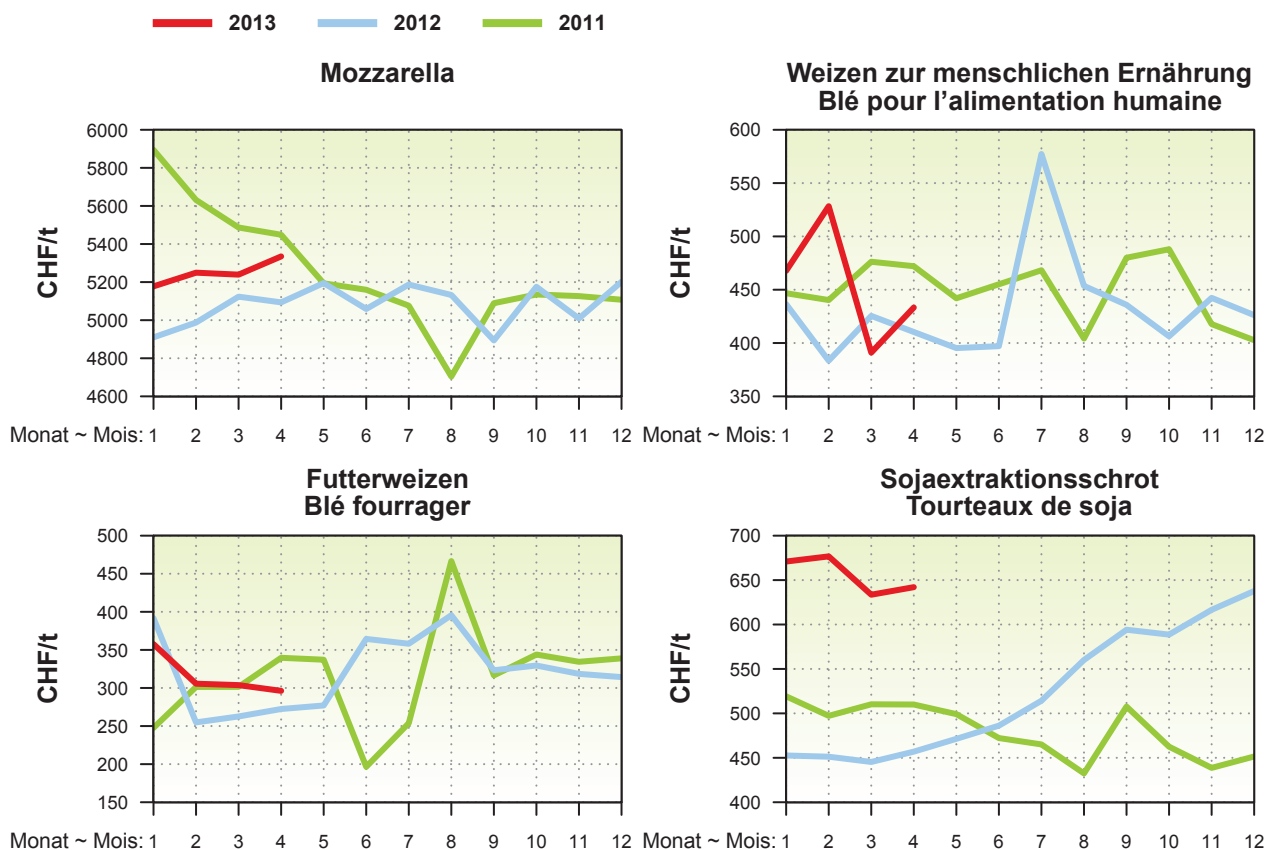 2013 2012 2011
Mozzarella
6000
5800
5600
5400
5200
5000
4800
4600
CHF/t
Monat ~ Mois: 1 2 3 4 5 6 7 8 9 10 11 12
Weizen zur menschlichen Ernährung
Blé pour l'alimentation humaine
600
550
500
450
400
350
CHF/t
Monat ~ Mois: 1 2 3 4 5 6 7 8 9 10 11 12
Futterweizen
Blé fourrager
500
450
400
350
300
250
200
150
CHF/t
Monat ~ Mois: 1 2 3 4 5 6 7 8 9 10 11 12
Sojaextraktionsschrot
Tourteaux de soja
700
650
600
550
500
450
400
CHF/t
Monat ~ Mois: 1 2 3 4 5 6 7 8 9 10 11 12